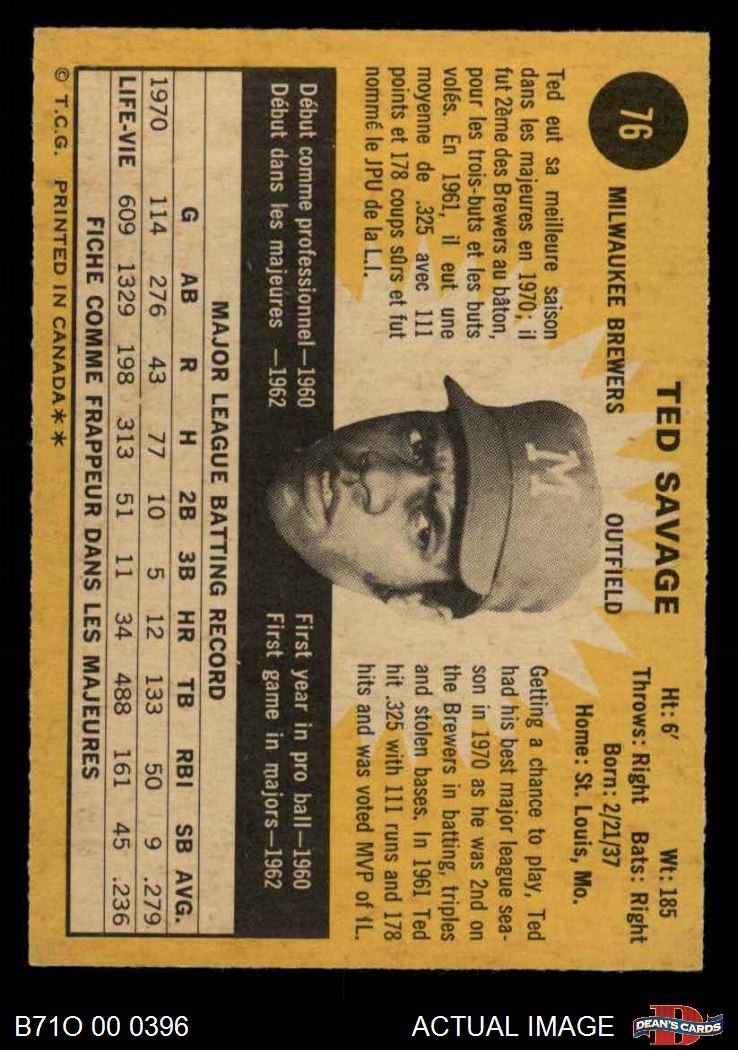 76
TED SAVAGE
MILWAUKEE BREWERS OUTFIELD
Ht: 6' Wt: 185
Throws: Right Bats: Right
Born: 2/21/37
Home: St. Louis, Mo.
Ted eut sa meilleure saison
dans les majeures en 1970; il
fut 2ème des Brewers au bâton,
pour les trois-buts et les buts
volés. En 1961, il eut une
moyenne de .325 avec 111
points et 178 coups sûrs et fut
nommé le JPU de la L.I.
M
Getting a chance to play, Ted
had his best major league sea-
son in 1970 as he was 2nd on
the Brewers in batting, triples
and stolen bases. In 1961 Ted
hit .325 with 111 runs and 178
hits and was voted MVP of IL.
Début comme professionnel—1960
Début dans les majeures —1962
First year in pro ball—1960
First game in majors—1962
MAJOR LEAGUE BATTING RECORD
G AB R H 2B 3B HR TB RBI SB AVG.
1970 114 276 43 77 10 5 12 133 50 9 .279
LIFE-VIE 609 1329 198 313 51 11 34 488 161 45 .236
FICHE COMME FRAPPEUR DANS LES MAJEURES
© T.C.G. PRINTED IN CANADA**
B71O 00 0396 ACTUAL IMAGE
D
DEAN'S CARDS